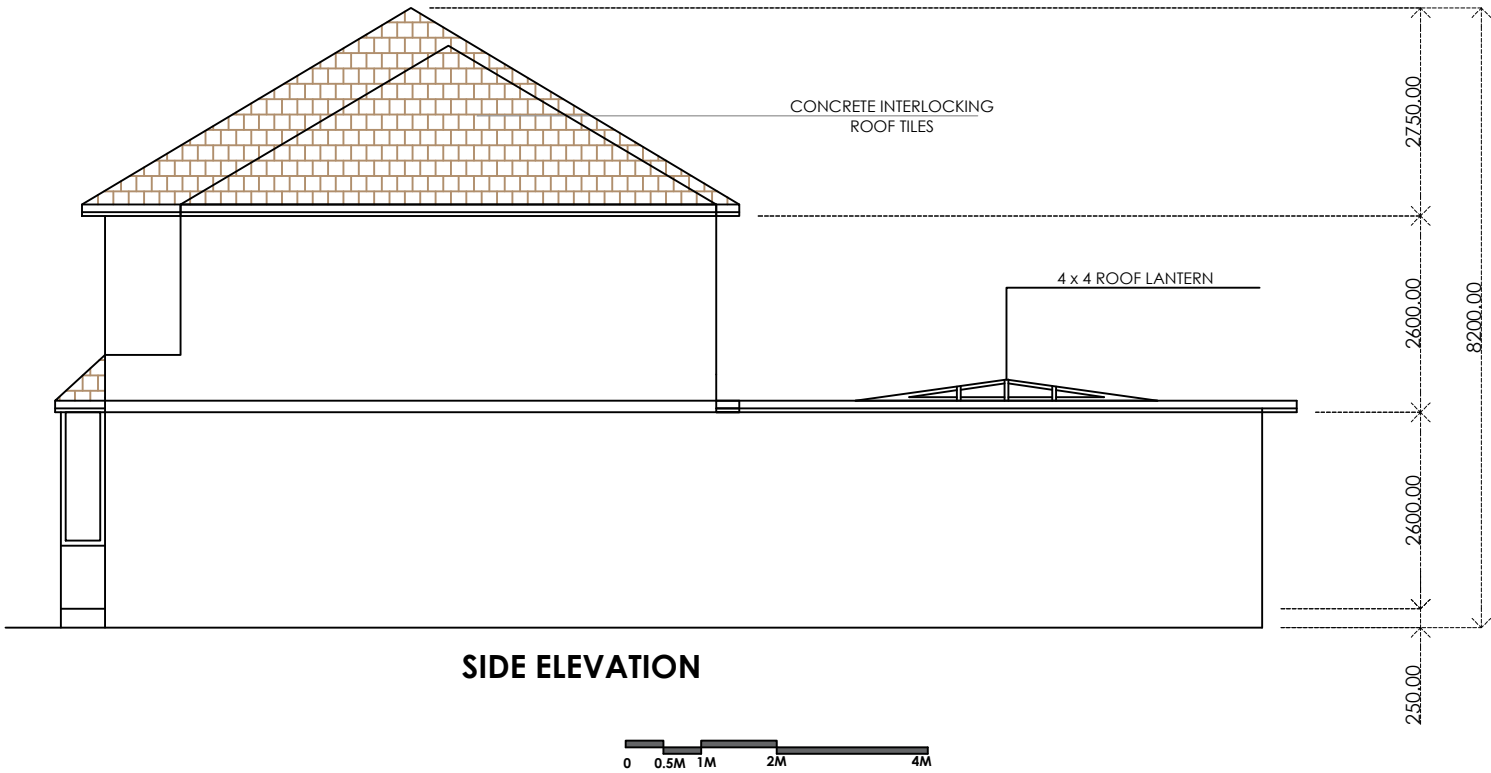 CONCRETE INTERLOCKING
ROOF TILES
2750.00
4 x 4 ROOF LANTERN
2600.00
8200.00
2600.00
250.00
SIDE ELEVATION
0 0.5M 1M 2M 4M